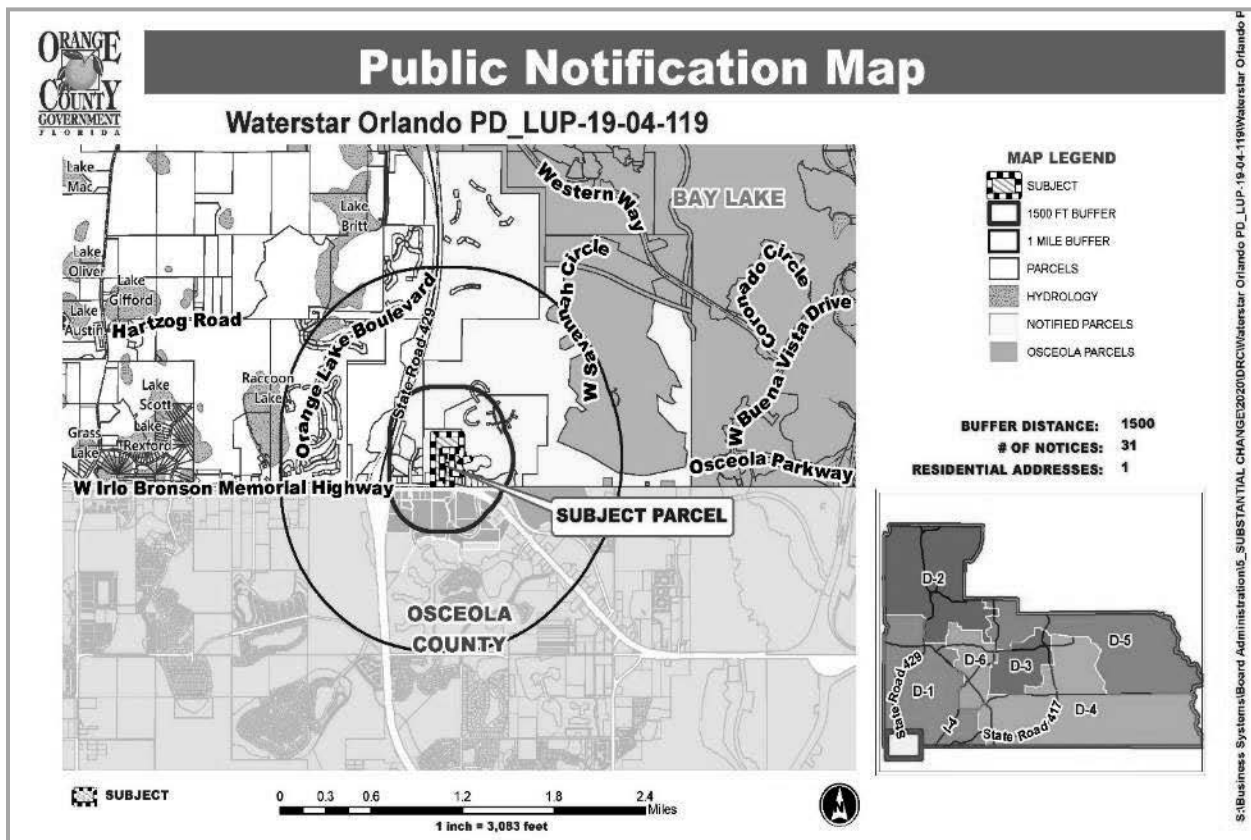 ORANGE
COUNTY
GOVERNMENT
FLORIDA
Public Notification Map
Waterstar Orlando PD_LUP-19-04-119
Lake
Mac
Lake
Britt
Lake
Oliver
Lake
Gifford
Lake
Austin
Hartzog Road
Raccoon
Lake
Lake
Scott
Lake
Rexford
Grass
Lake
Orange Lake Boulevard
State Road 429
Western Way
BAY LAKE
W Savannah Circle
Coronado Circle
W Buena Vista Drive
Osceola Parkway
W Irlo Bronson Memorial Highway
SUBJECT PARCEL
OSCEOLA
COUNTY
MAP LEGEND
SUBJECT
1500 FT BUFFER
1 MILE BUFFER
PARCELS
HYDROLOGY
NOTIFIED PARCELS
OSCEOLA PARCELS
BUFFER DISTANCE: 1500
# OF NOTICES: 31
RESIDENTIAL ADDRESSES: 1
D-2
D-5
D-6
D-3
D-1
D-4
State Road 429
I-4
State Road 417
SUBJECT
0 0.3 0.6 1.2 1.8 2.4
Miles
1 inch = 3,083 feet
N
S:\Business Systems\Board Administration\5_SUBSTANTIAL CHANGE\2020\DRC\Waterstar Orlando PD_LUP-19-04-119\Waterstar Orlando P